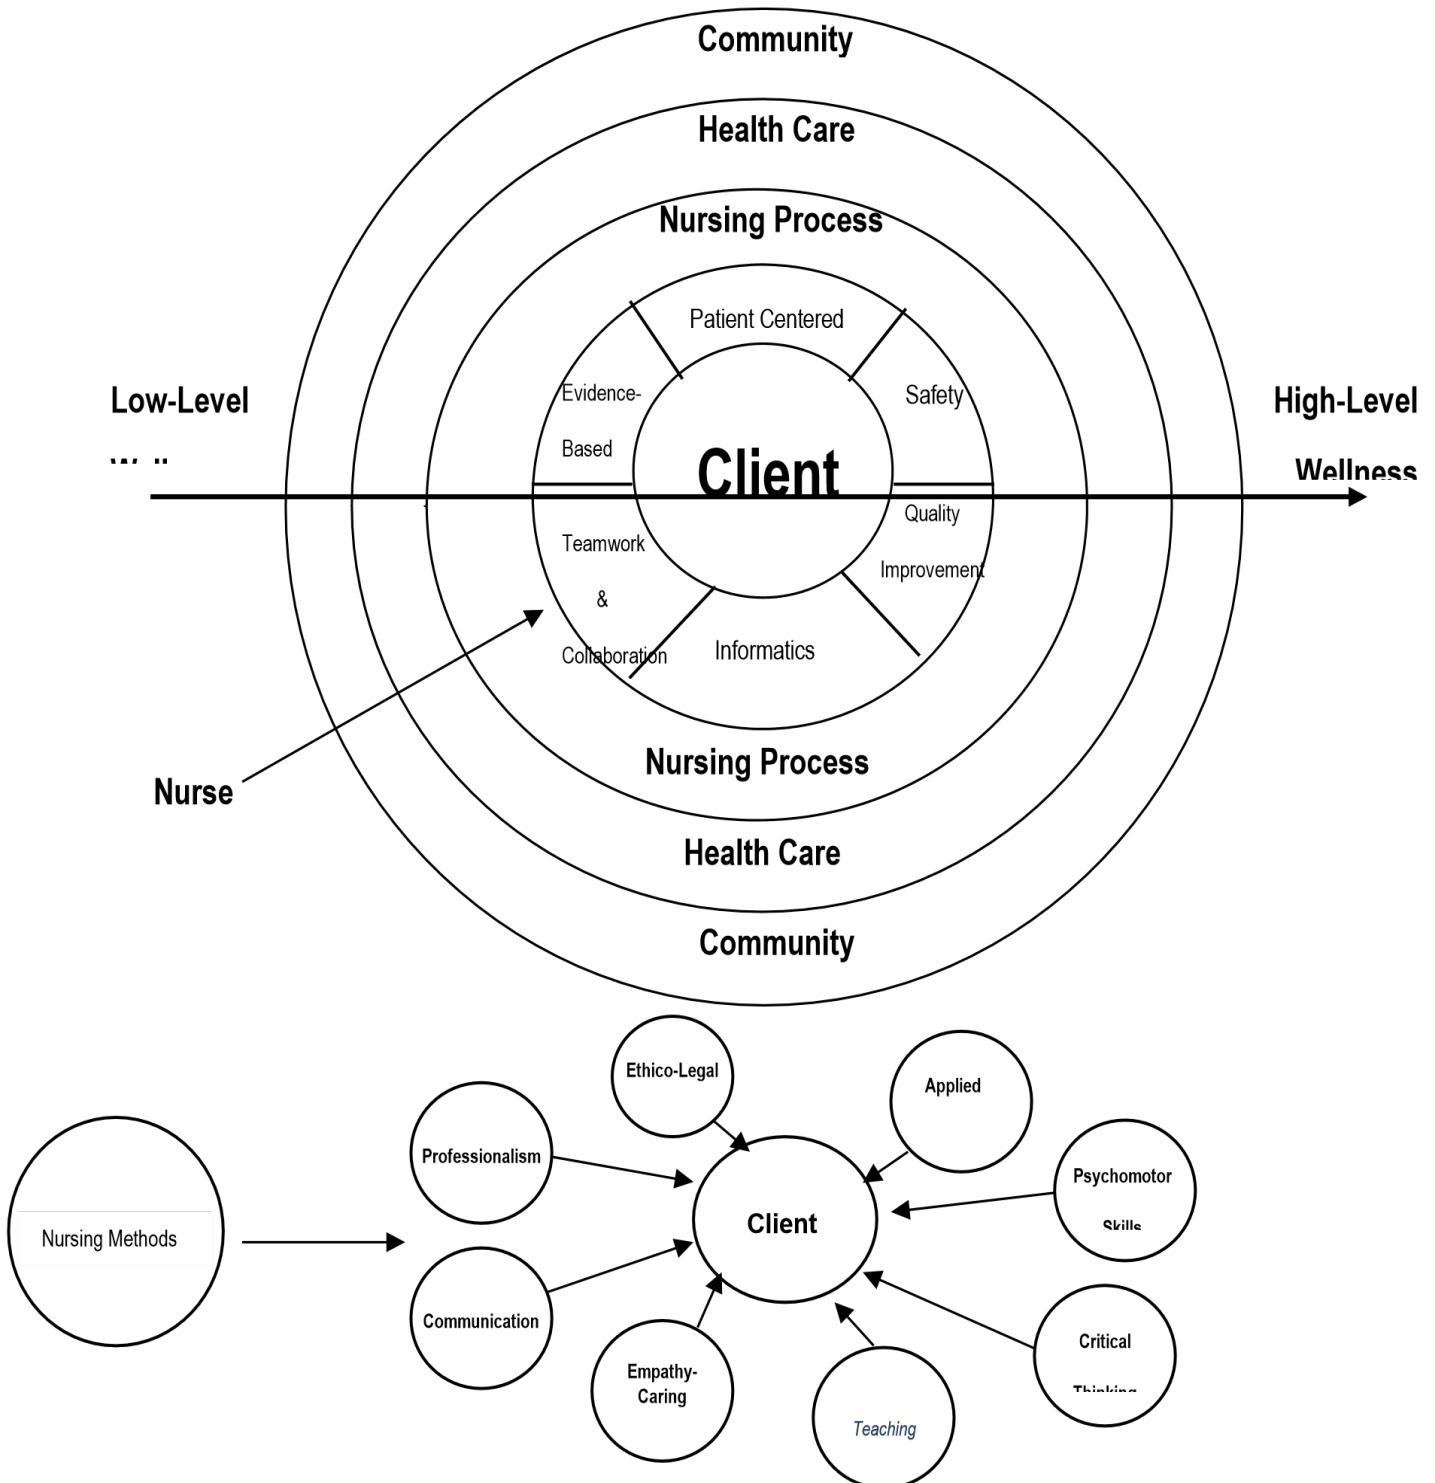 Community
Health Care
Nursing Process
Patient Centered
Evidence-
Safety
Low-Level
High-Level
Based
Client
Wellness
Quality
Teamwork
Improvement
&
Collaboration
Informatics
Nursing Process
Nurse
Health Care
Community
Ethico-Legal
Applied
Professionalism
Psychomotor
Skills
Client
Nursing Methods
Communication
Critical
Thinking
Empathy-
Caring
Teaching